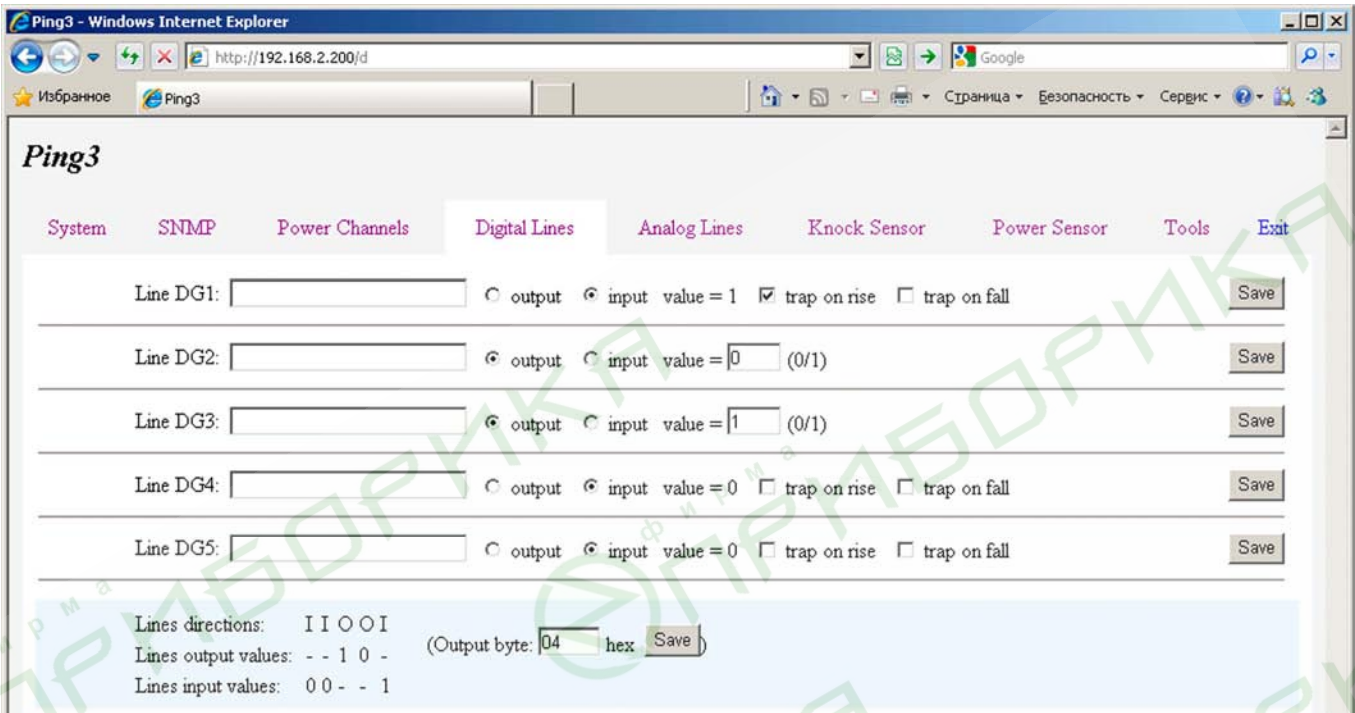 Ping3 - Windows Internet Explorer
http://192.168.2.200/d
Google
Избранное Ping3 Страница Безопасность Сервис
Ping3
System SNMP Power Channels Digital Lines Analog Lines Knock Sensor Power Sensor Tools Exit
Line DG1: output input value = 1 trap on rise trap on fall Save
Line DG2: output input value = 0 (0/1) Save
Line DG3: output input value = 1 (0/1) Save
Line DG4: output input value = 0 trap on rise trap on fall Save
Line DG5: output input value = 0 trap on rise trap on fall Save
Lines directions: I I O O I
(Output byte: 04 hex Save )
Lines output values: - - 1 0 -
Lines input values: 0 0 - - 1
фирма
ПРИБОРИКА